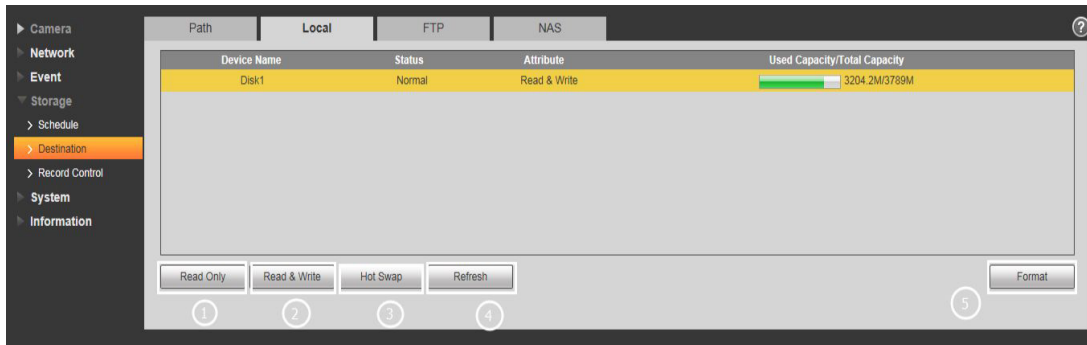 Camera
Network
Event
Storage
Schedule
Destination
Record Control
System
Information
Path Local FTP NAS
?
Device Name Status Attribute Used Capacity/Total Capacity
Disk1 Normal Read & Write 3204.2M/3789M
Read Only Read & Write Hot Swap Refresh Format
1 2 3 4 5